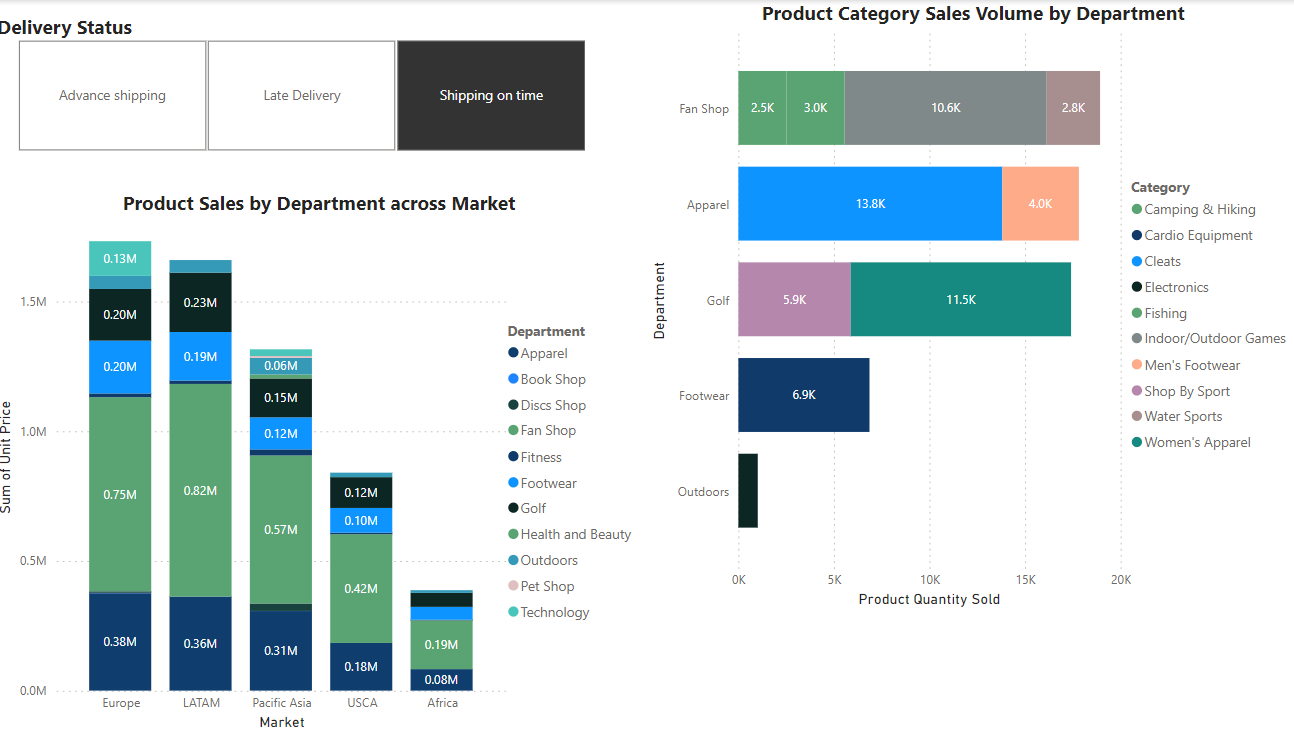 Delivery Status
Advance shipping
Late Delivery
Shipping on time
Product Sales by Department across Market
Sum of Unit Price
1.5M
1.0M
0.5M
0.0M
0.13M
0.20M
0.20M
0.75M
0.38M
0.23M
0.19M
0.82M
0.36M
0.06M
0.15M
0.12M
0.57M
0.31M
0.12M
0.10M
0.42M
0.18M
0.19M
0.08M
Europe
LATAM
Pacific Asia
USCA
Africa
Market
Department
Apparel
Book Shop
Discs Shop
Fan Shop
Fitness
Footwear
Golf
Health and Beauty
Outdoors
Pet Shop
Technology
Product Category Sales Volume by Department
Department
Fan Shop
2.5K
3.0K
10.6K
2.8K
Apparel
13.8K
4.0K
Golf
5.9K
11.5K
Footwear
6.9K
Outdoors
0K
5K
10K
15K
20K
Product Quantity Sold
Category
Camping & Hiking
Cardio Equipment
Cleats
Electronics
Fishing
Indoor/Outdoor Games
Men's Footwear
Shop By Sport
Water Sports
Women's Apparel